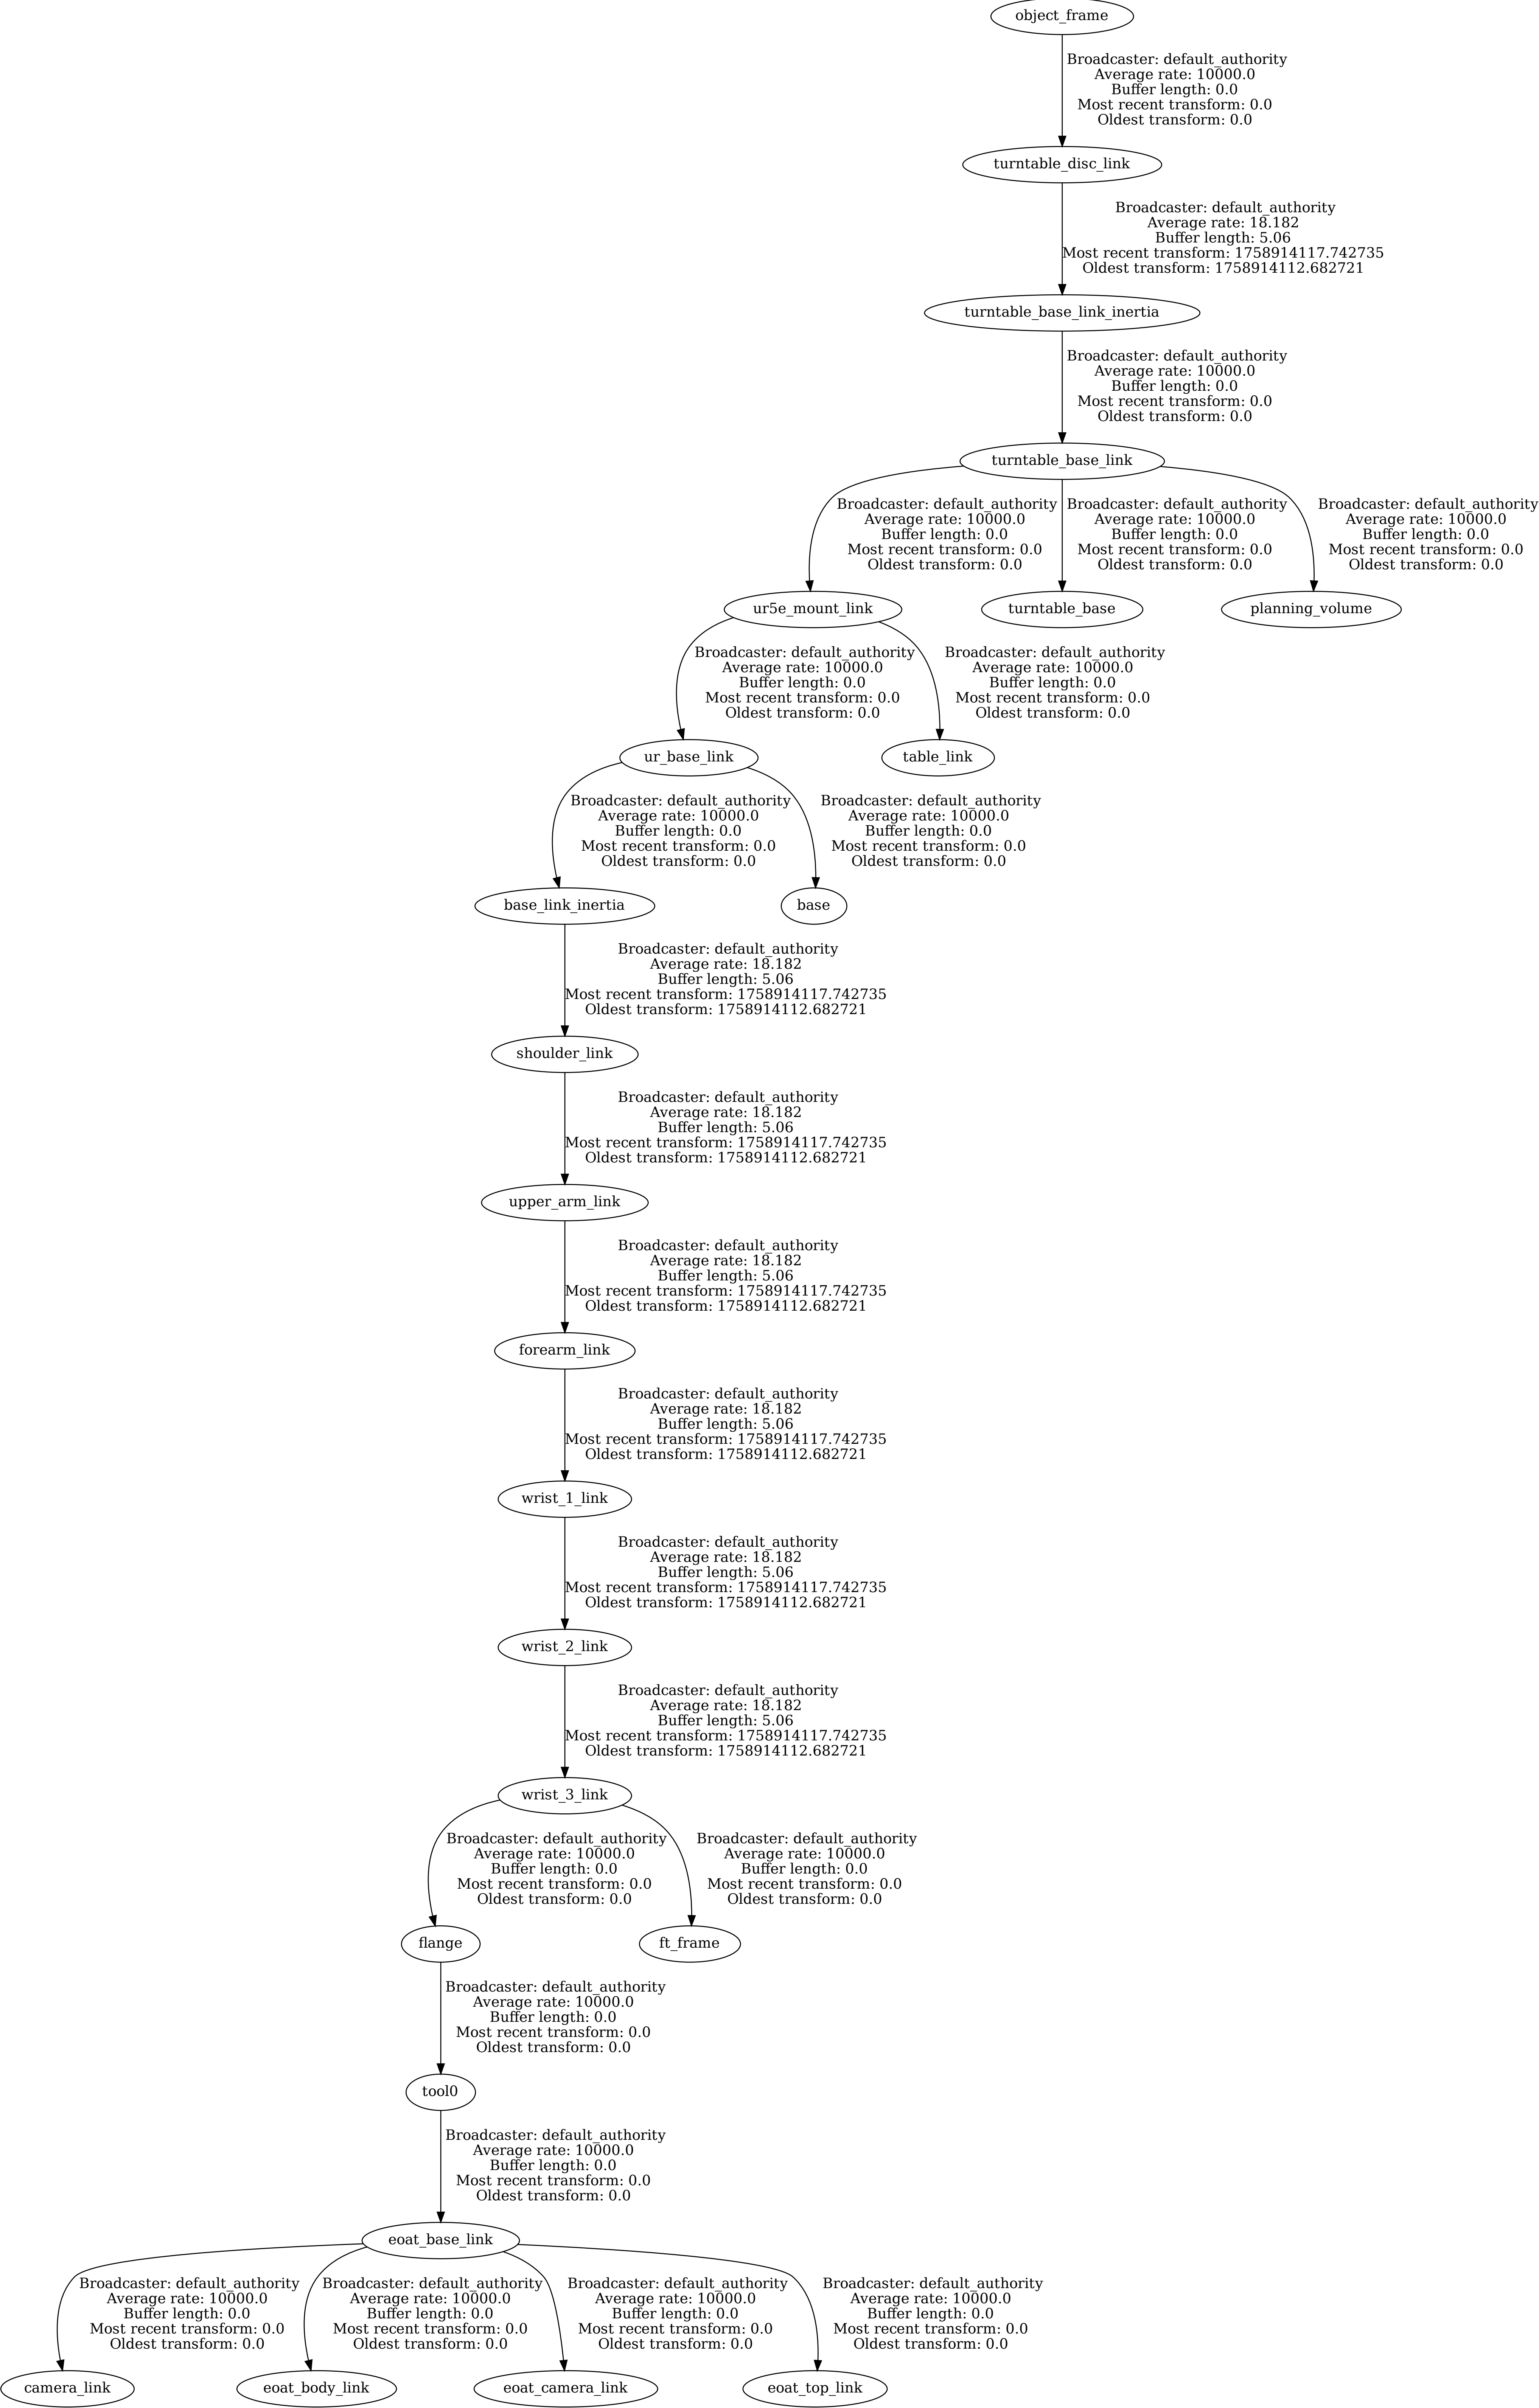 object_frame
Broadcaster: default_authority
Average rate: 10000.0
Buffer length: 0.0
Most recent transform: 0.0
Oldest transform: 0.0
turntable_disc_link
Broadcaster: default_authority
Average rate: 18.182
Buffer length: 5.06
Most recent transform: 1758914117.742735
Oldest transform: 1758914112.682721
turntable_base_link_inertia
Broadcaster: default_authority
Average rate: 10000.0
Buffer length: 0.0
Most recent transform: 0.0
Oldest transform: 0.0
turntable_base_link
Broadcaster: default_authority
Average rate: 10000.0
Buffer length: 0.0
Most recent transform: 0.0
Oldest transform: 0.0
Broadcaster: default_authority
Average rate: 10000.0
Buffer length: 0.0
Most recent transform: 0.0
Oldest transform: 0.0
Broadcaster: default_authority
Average rate: 10000.0
Buffer length: 0.0
Most recent transform: 0.0
Oldest transform: 0.0
ur5e_mount_link
turntable_base
planning_volume
Broadcaster: default_authority
Average rate: 10000.0
Buffer length: 0.0
Most recent transform: 0.0
Oldest transform: 0.0
Broadcaster: default_authority
Average rate: 10000.0
Buffer length: 0.0
Most recent transform: 0.0
Oldest transform: 0.0
ur_base_link
table_link
Broadcaster: default_authority
Average rate: 10000.0
Buffer length: 0.0
Most recent transform: 0.0
Oldest transform: 0.0
Broadcaster: default_authority
Average rate: 10000.0
Buffer length: 0.0
Most recent transform: 0.0
Oldest transform: 0.0
base_link_inertia
base
Broadcaster: default_authority
Average rate: 18.182
Buffer length: 5.06
Most recent transform: 1758914117.742735
Oldest transform: 1758914112.682721
shoulder_link
Broadcaster: default_authority
Average rate: 18.182
Buffer length: 5.06
Most recent transform: 1758914117.742735
Oldest transform: 1758914112.682721
upper_arm_link
Broadcaster: default_authority
Average rate: 18.182
Buffer length: 5.06
Most recent transform: 1758914117.742735
Oldest transform: 1758914112.682721
forearm_link
Broadcaster: default_authority
Average rate: 18.182
Buffer length: 5.06
Most recent transform: 1758914117.742735
Oldest transform: 1758914112.682721
wrist_1_link
Broadcaster: default_authority
Average rate: 18.182
Buffer length: 5.06
Most recent transform: 1758914117.742735
Oldest transform: 1758914112.682721
wrist_2_link
Broadcaster: default_authority
Average rate: 18.182
Buffer length: 5.06
Most recent transform: 1758914117.742735
Oldest transform: 1758914112.682721
wrist_3_link
Broadcaster: default_authority
Average rate: 10000.0
Buffer length: 0.0
Most recent transform: 0.0
Oldest transform: 0.0
Broadcaster: default_authority
Average rate: 10000.0
Buffer length: 0.0
Most recent transform: 0.0
Oldest transform: 0.0
flange
ft_frame
Broadcaster: default_authority
Average rate: 10000.0
Buffer length: 0.0
Most recent transform: 0.0
Oldest transform: 0.0
tool0
Broadcaster: default_authority
Average rate: 10000.0
Buffer length: 0.0
Most recent transform: 0.0
Oldest transform: 0.0
eoat_base_link
Broadcaster: default_authority
Average rate: 10000.0
Buffer length: 0.0
Most recent transform: 0.0
Oldest transform: 0.0
Broadcaster: default_authority
Average rate: 10000.0
Buffer length: 0.0
Most recent transform: 0.0
Oldest transform: 0.0
Broadcaster: default_authority
Average rate: 10000.0
Buffer length: 0.0
Most recent transform: 0.0
Oldest transform: 0.0
Broadcaster: default_authority
Average rate: 10000.0
Buffer length: 0.0
Most recent transform: 0.0
Oldest transform: 0.0
camera_link
eoat_body_link
eoat_camera_link
eoat_top_link